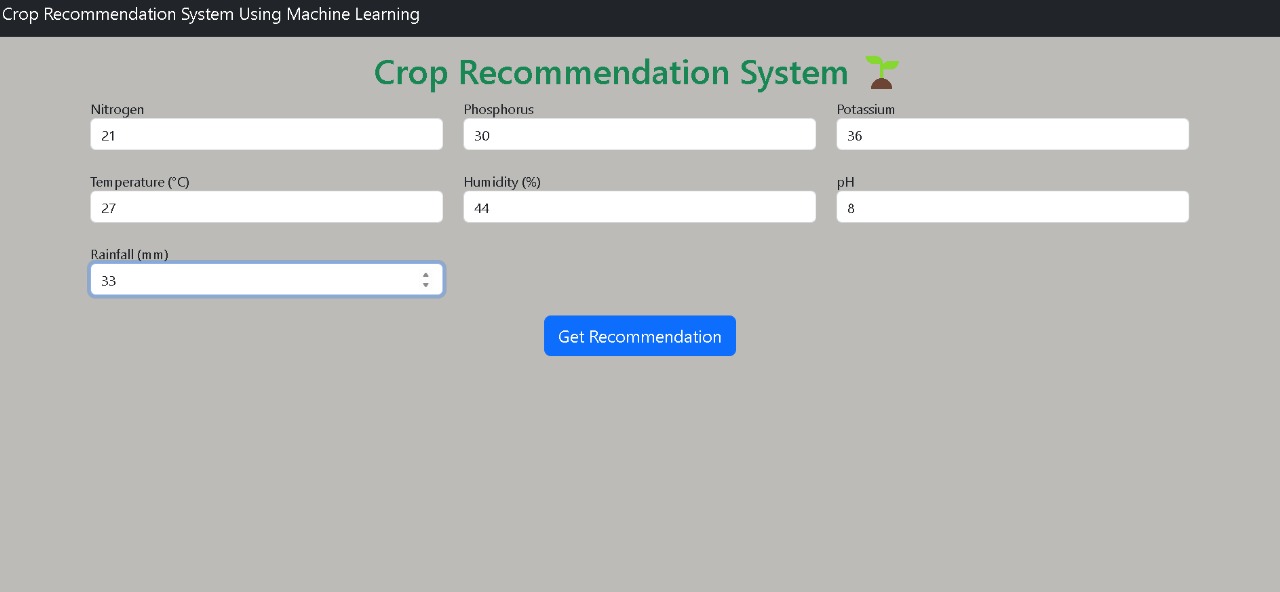 Crop Recommendation System Using Machine Learning
Crop Recommendation System
Nitrogen Phosphorus Potassium
21 30 36
Temperature (°C) Humidity (%) pH
27 44 8
Rainfall (mm)
33
Get Recommendation